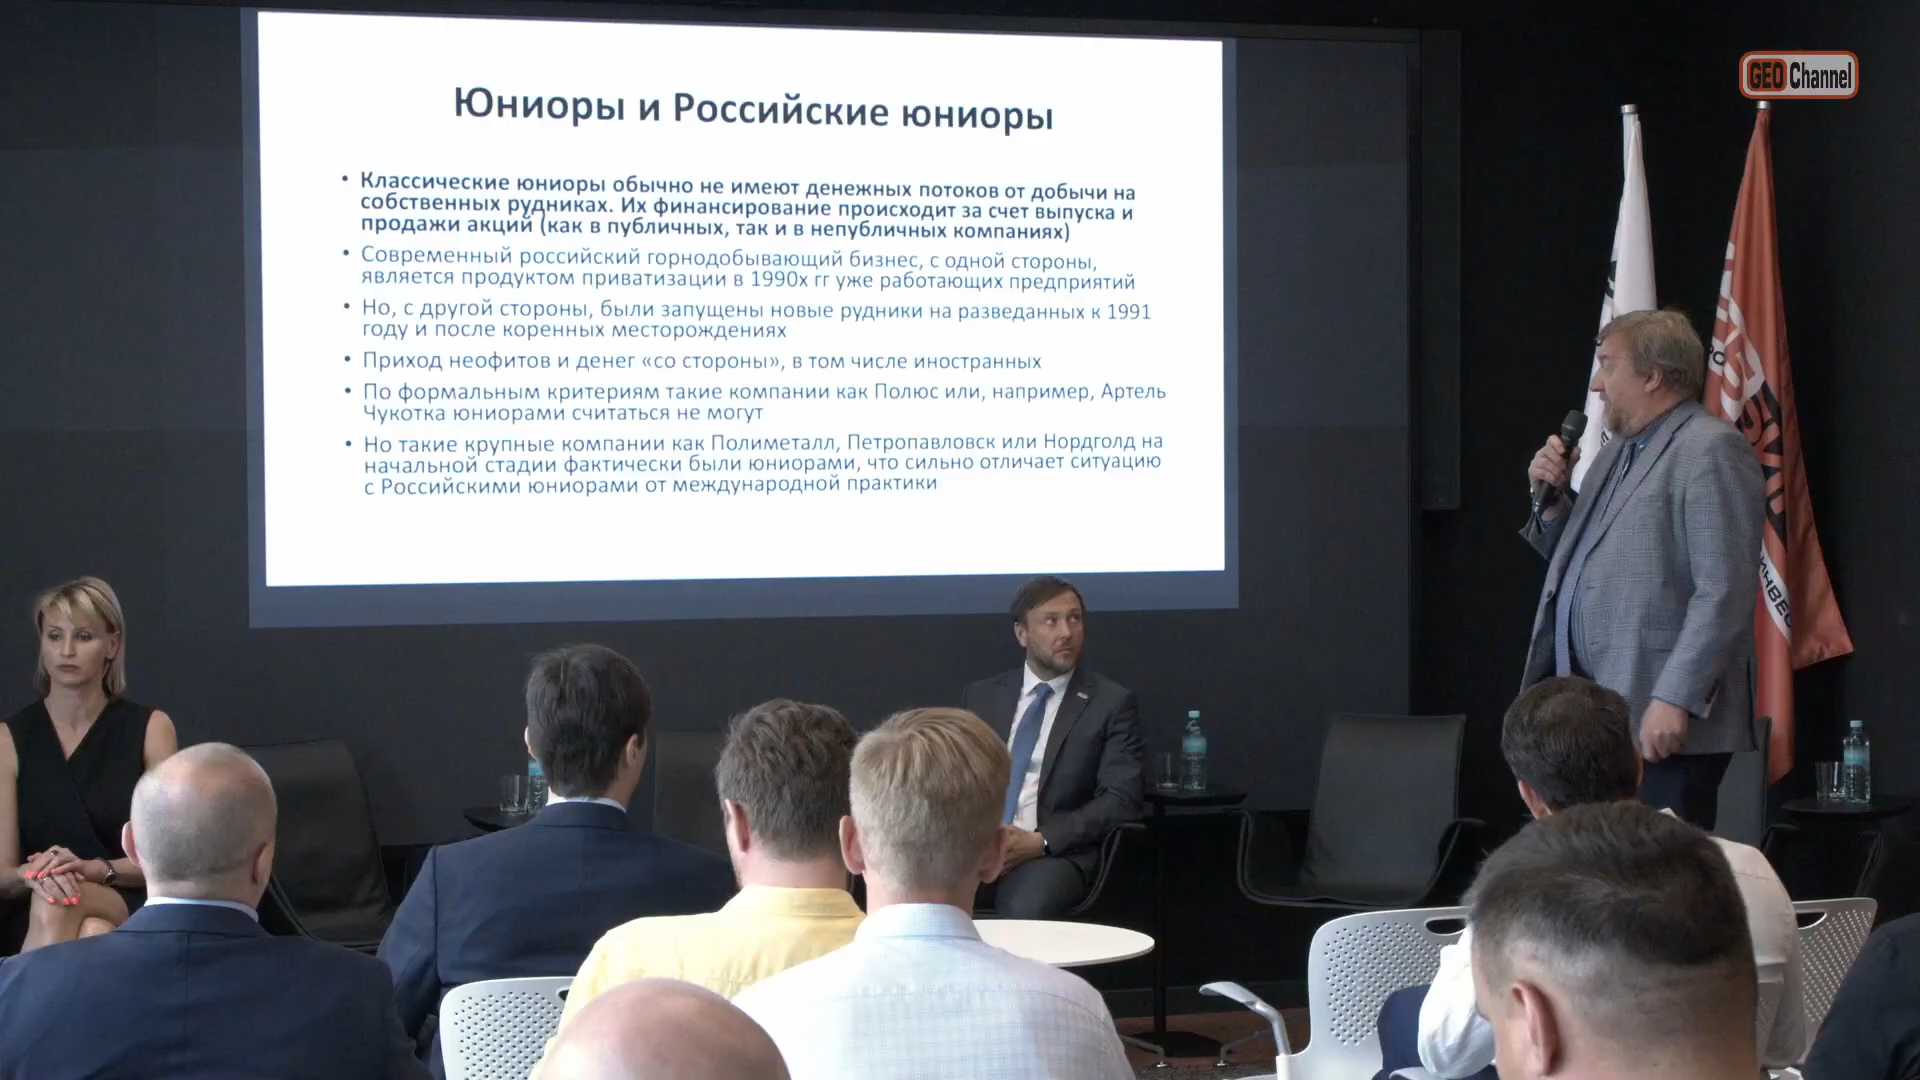 GEO Channel
Юниоры и Российские юниоры
• Классические юниоры обычно не имеют денежных потоков от добычи на
собственных рудниках. Их финансирование происходит за счет выпуска и
продажи акций (как в публичных, так и в непубличных компаниях)
• Современный российский горнодобывающий бизнес, с одной стороны,
является продуктом приватизации в 1990х гг уже работающих предприятий
• Но, с другой стороны, были запущены новые рудники на разведанных к 1991
году и после коренных месторождениях
• Приход неофитов и денег «со стороны», в том числе иностранных
• По формальным критериям такие компании как Полюс или, например, Артель
Чукотка юниорами считаться не могут
• Но такие крупные компании как Полиметалл, Петропавловск или Нордголд на
начальной стадии фактически были юниорами, что сильно отличает ситуацию
с Российскими юниорами от международной практики